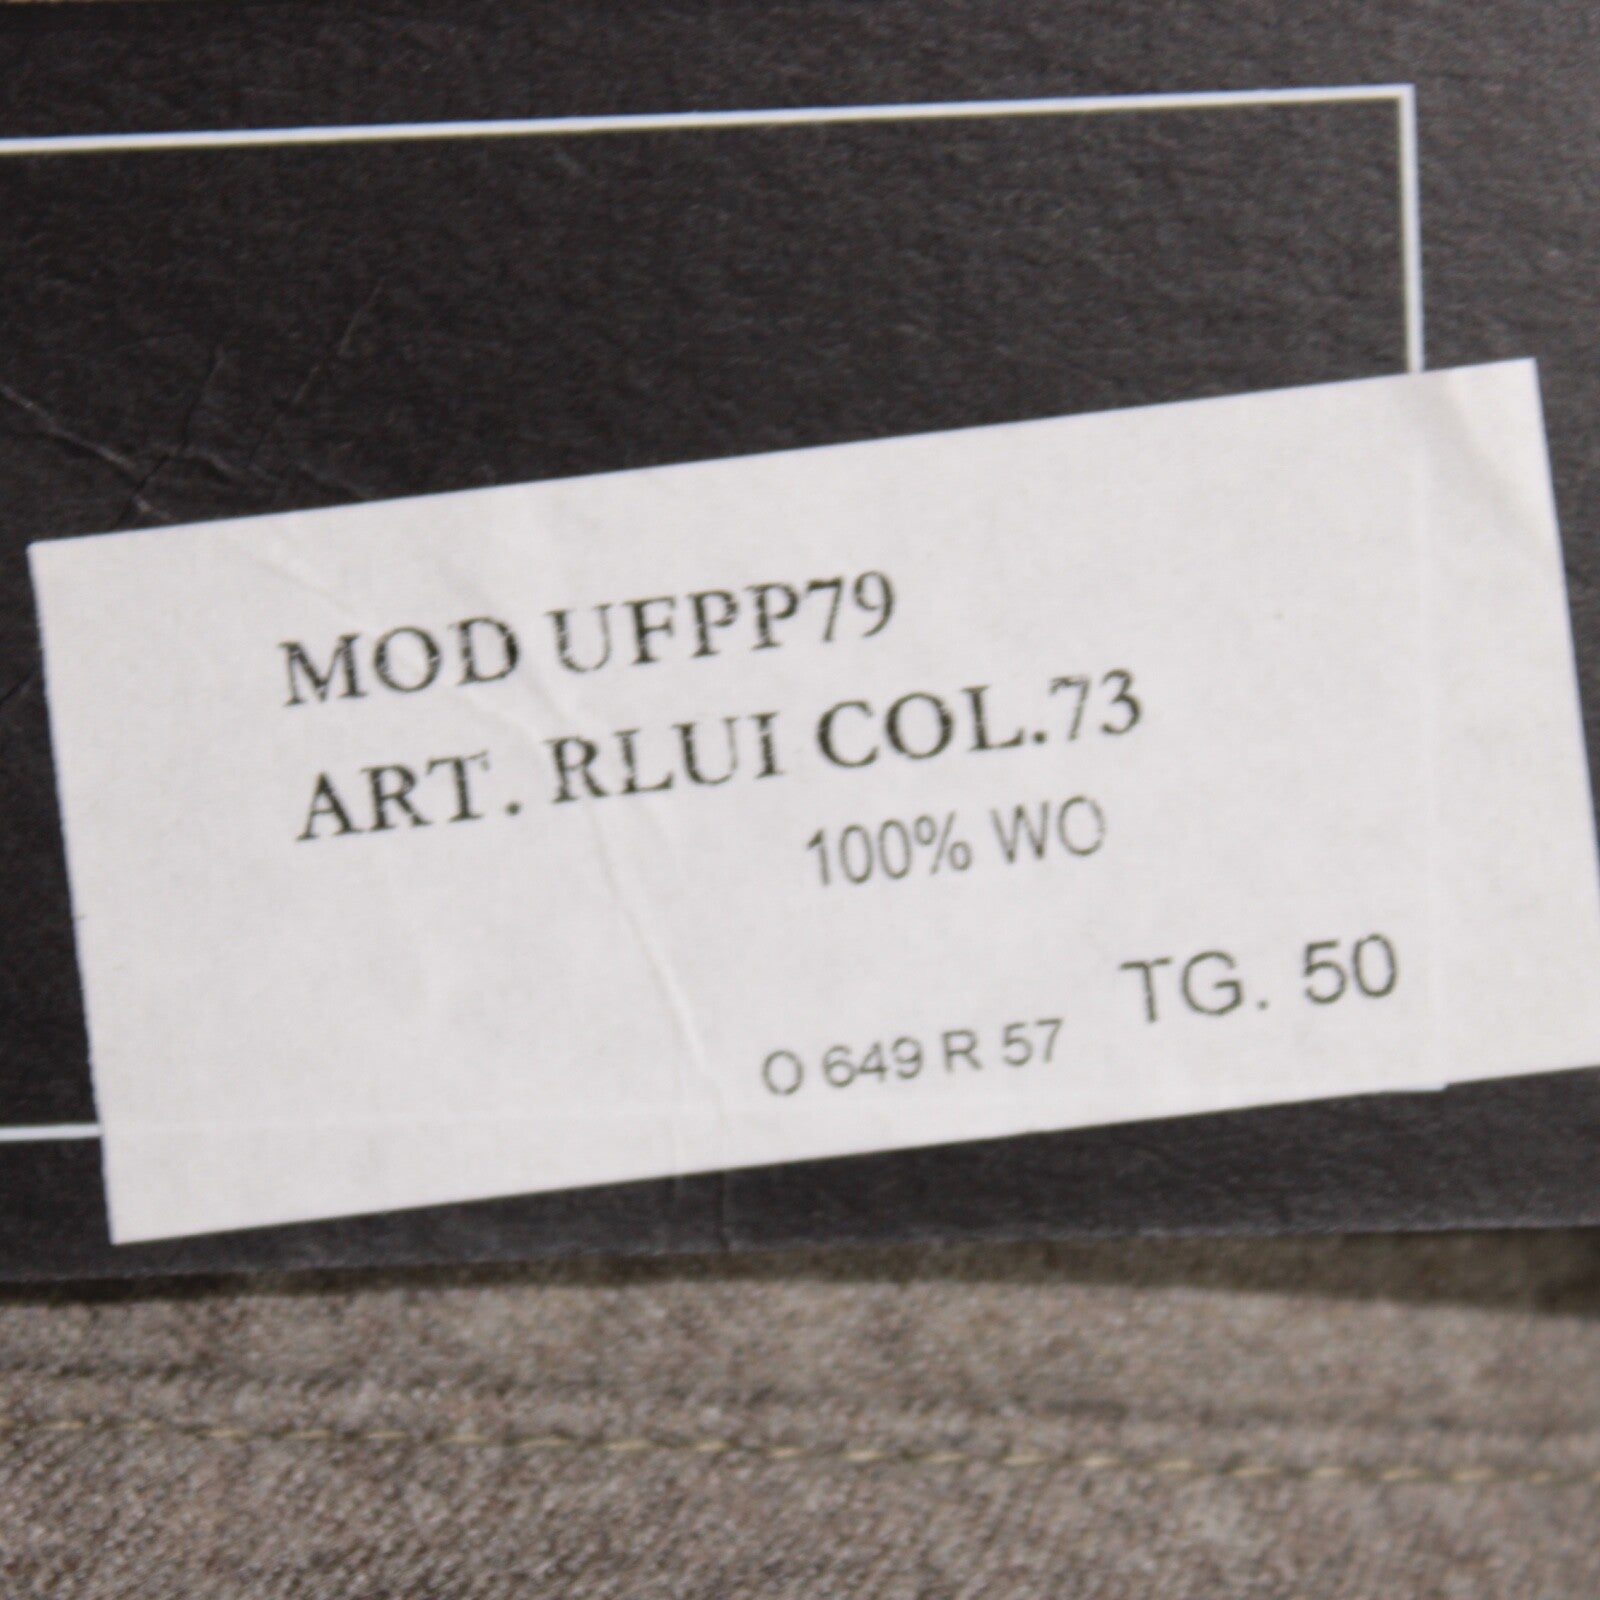 MOD UFPP79
ART. RLUI COL.73
100% WO
TG. 50
O 649 R 57